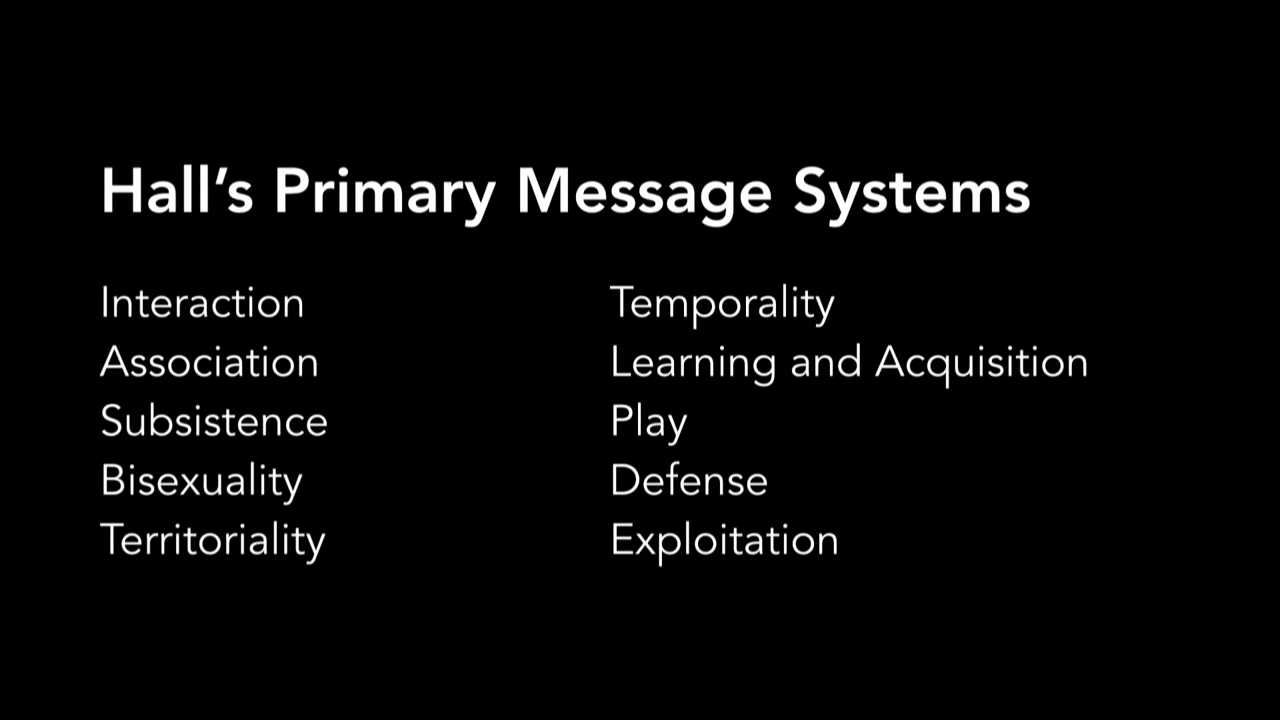 Hall's Primary Message Systems
Interaction
Association
Subsistence
Bisexuality
Territoriality
Temporality
Learning and Acquisition
Play
Defense
Exploitation